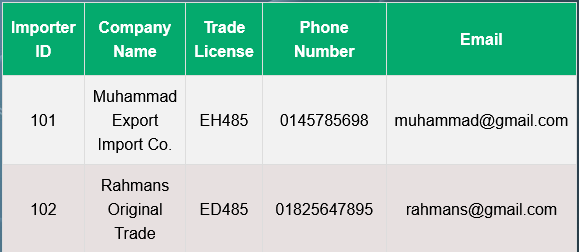 Importer ID
Company Name
Trade License
Phone Number
Email
101
Muhammad Export Import Co.
EH485
0145785698
muhammad@gmail.com
102
Rahmans Original Trade
ED485
01825647895
rahmans@gmail.com